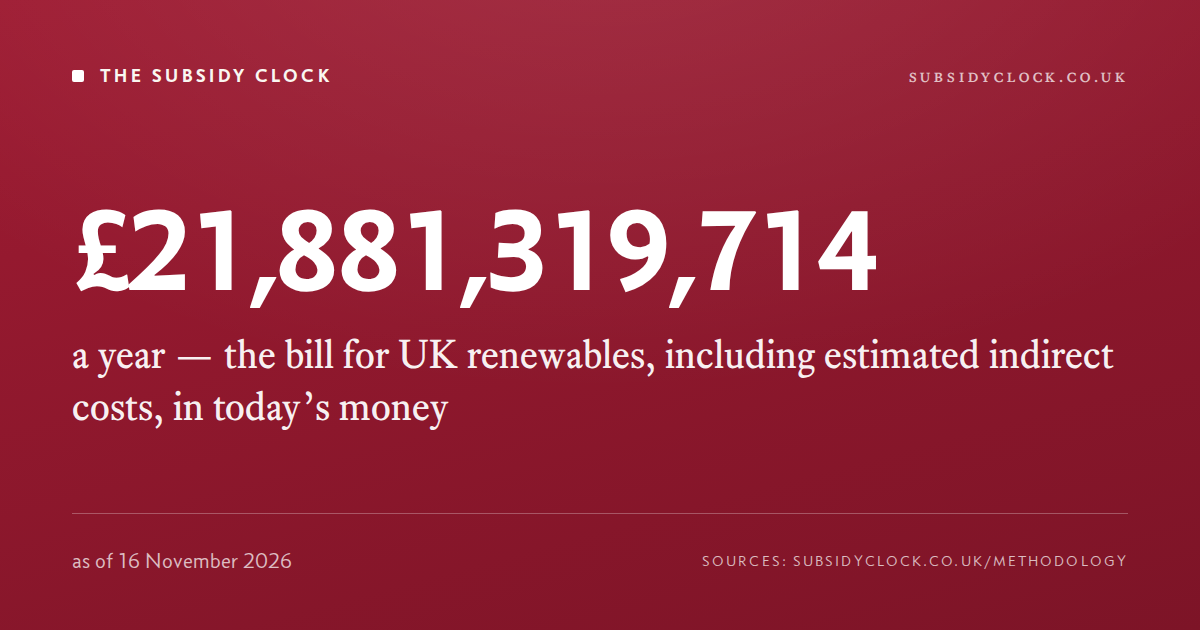 THE SUBSIDY CLOCK
SUBSIDYCLOCK.CO.UK
£21,881,319,714
a year — the bill for UK renewables, including estimated indirect
costs, in today’s money
as of 16 November 2026
SOURCES: SUBSIDYCLOCK.CO.UK/METHODOLOGY